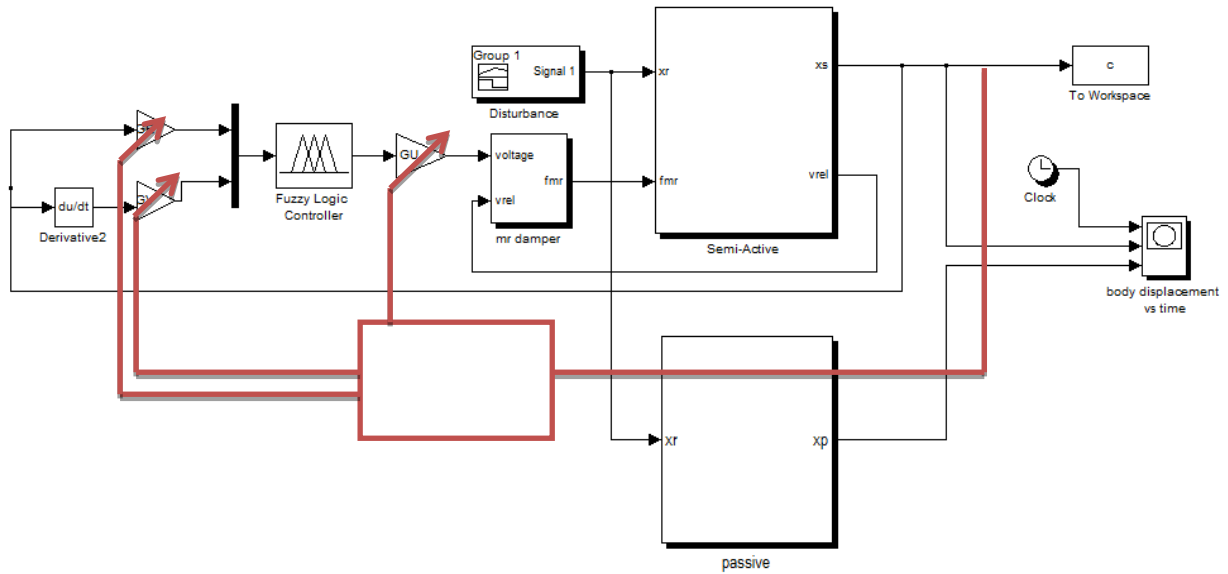 Group 1
Signal 1
Disturbance
xr
xs
fmr
vrel
Semi-Active
c
To Workspace
Clock
body displacement
vs time
Fuzzy Logic
Controller
GU
voltage
fmr
vrel
mr damper
du/dt
Derivative2
xr
xp
passive